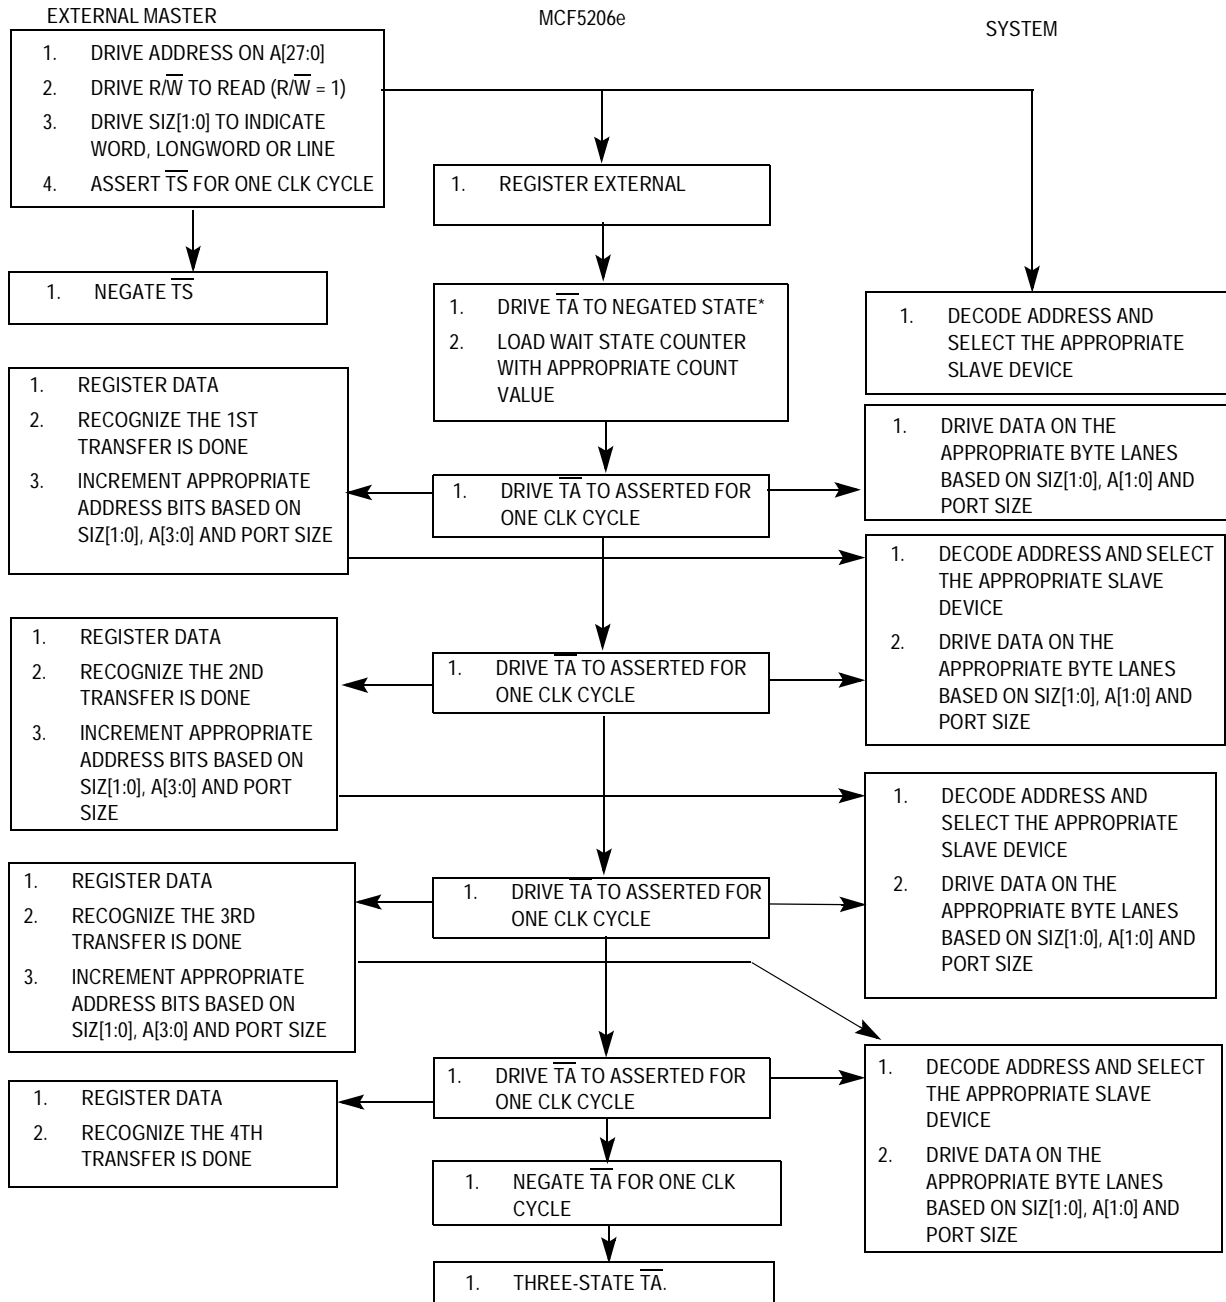 EXTERNAL MASTER
MCF5206e
SYSTEM
1. DRIVE ADDRESS ON A[27:0]
2. DRIVE R/W̅ TO READ (R/W̅ = 1)
3. DRIVE SIZ[1:0] TO INDICATE
WORD, LONGWORD OR LINE
4. ASSERT T̅S̅ FOR ONE CLK CYCLE
1. REGISTER EXTERNAL
1. NEGATE T̅S̅
1. DRIVE T̅A̅ TO NEGATED STATE*
2. LOAD WAIT STATE COUNTER
WITH APPROPRIATE COUNT
VALUE
1. DECODE ADDRESS AND
SELECT THE APPROPRIATE
SLAVE DEVICE
1. REGISTER DATA
2. RECOGNIZE THE 1ST
TRANSFER IS DONE
3. INCREMENT APPROPRIATE
ADDRESS BITS BASED ON
SIZ[1:0], A[3:0] AND PORT SIZE
1. DRIVE T̅A̅ TO ASSERTED FOR
ONE CLK CYCLE
1. DRIVE DATA ON THE
APPROPRIATE BYTE LANES
BASED ON SIZ[1:0], A[1:0] AND
PORT SIZE
1. DECODE ADDRESS AND SELECT
THE APPROPRIATE SLAVE
DEVICE
2. DRIVE DATA ON THE
APPROPRIATE BYTE LANES
BASED ON SIZ[1:0], A[1:0] AND
PORT SIZE
1. REGISTER DATA
2. RECOGNIZE THE 2ND
TRANSFER IS DONE
3. INCREMENT APPROPRIATE
ADDRESS BITS BASED ON
SIZ[1:0], A[3:0] AND PORT
SIZE
1. DRIVE T̅A̅ TO ASSERTED FOR
ONE CLK CYCLE
1. DECODE ADDRESS AND
SELECT THE APPROPRIATE
SLAVE DEVICE
2. DRIVE DATA ON THE
APPROPRIATE BYTE LANES
BASED ON SIZ[1:0], A[1:0] AND
PORT SIZE
1. REGISTER DATA
2. RECOGNIZE THE 3RD
TRANSFER IS DONE
3. INCREMENT APPROPRIATE
ADDRESS BITS BASED ON
SIZ[1:0], A[3:0] AND PORT SIZE
1. DRIVE T̅A̅ TO ASSERTED FOR
ONE CLK CYCLE
1. DECODE ADDRESS AND SELECT
THE APPROPRIATE SLAVE
DEVICE
2. DRIVE DATA ON THE
APPROPRIATE BYTE LANES
BASED ON SIZ[1:0], A[1:0] AND
PORT SIZE
1. REGISTER DATA
2. RECOGNIZE THE 4TH
TRANSFER IS DONE
1. DRIVE T̅A̅ TO ASSERTED FOR
ONE CLK CYCLE
1. NEGATE T̅A̅ FOR ONE CLK
CYCLE
1. THREE-STATE T̅A̅.